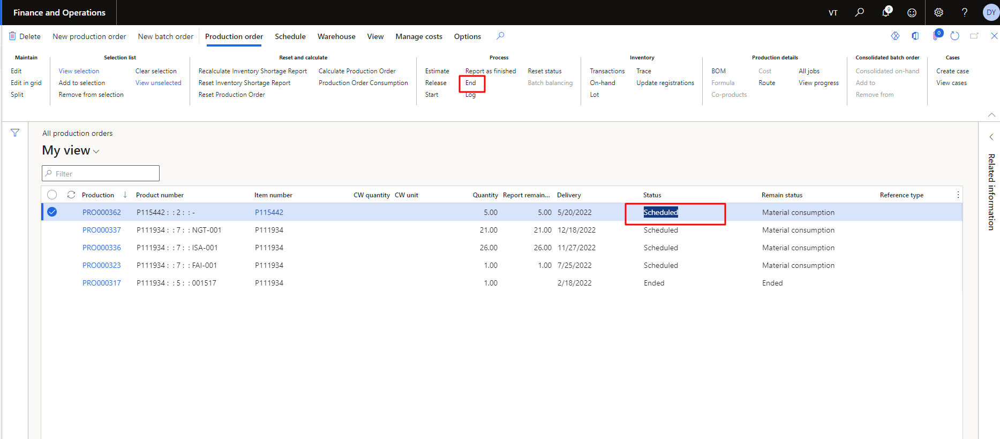 Finance and Operations
VT
9
?
DY
Delete New production order New batch order Production order Schedule Warehouse View Manage costs Options
0
Maintain
Edit
Edit in grid
Split
Selection list
View selection Clear selection
Add to selection View unselected
Remove from selection
Reset and calculate
Recalculate Inventory Shortage Report Calculate Production Order
Reset Inventory Shortage Report Production Order Consumption
Reset Production Order
Process
Estimate Report as finished Reset status
Release End Batch balancing
Start Log
Inventory
Transactions Trace
On-hand Update registrations
Lot
Production details
BOM Cost All jobs
Formula Route View progress
Co-products
Consolidated batch order
Consolidated on-hand
Add to
Remove from
Cases
Create case
View cases
All production orders
My view
Filter
Production Product number Item number CW quantity CW unit Quantity Report remain... Delivery Status Remain status Reference type
PRO000362 P115442 : : 2 : : - P115442 5.00 5.00 5/20/2022 Scheduled Material consumption
PRO000337 P111934 : : 7 : : NGT-001 P111934 21.00 21.00 12/18/2022 Scheduled Material consumption
PRO000336 P111934 : : 7 : : ISA-001 P111934 26.00 26.00 11/27/2022 Scheduled Material consumption
PRO000323 P111934 : : 7 : : FAI-001 P111934 1.00 1.00 7/25/2022 Scheduled Material consumption
PRO000317 P111934 : : 5 : : 001517 P111934 1.00 2/18/2022 Ended Ended
Related information